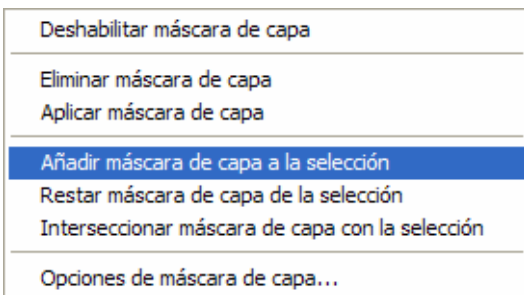 Deshabilitar máscara de capa
Eliminar máscara de capa
Aplicar máscara de capa
Añadir máscara de capa a la selección
Restar máscara de capa de la selección
Interseccionar máscara de capa con la selección
Opciones de máscara de capa...